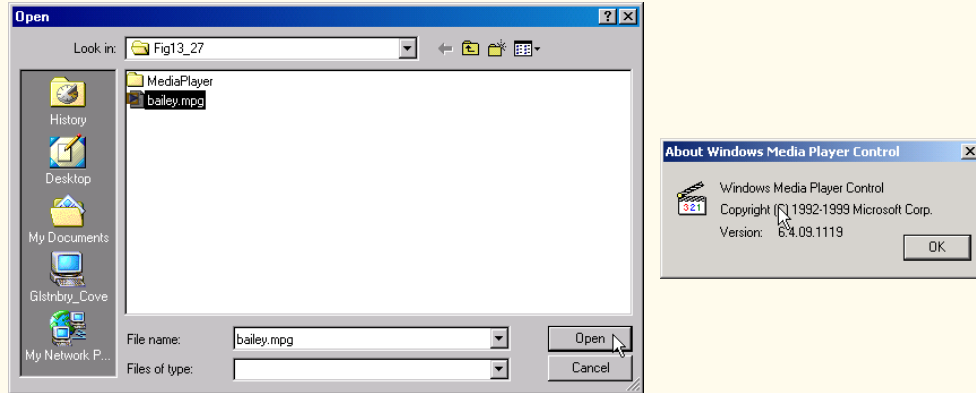 Open
Look in: Fig13_27
MediaPlayer
bailey.mpg
History
Desktop
My Documents
Glstnbry_Cove
My Network P...
File name: bailey.mpg
Open
Files of type:
Cancel
About Windows Media Player Control
321
Windows Media Player Control
Copyright (C) 1992-1999 Microsoft Corp.
Version: 6.4.09.1119
OK